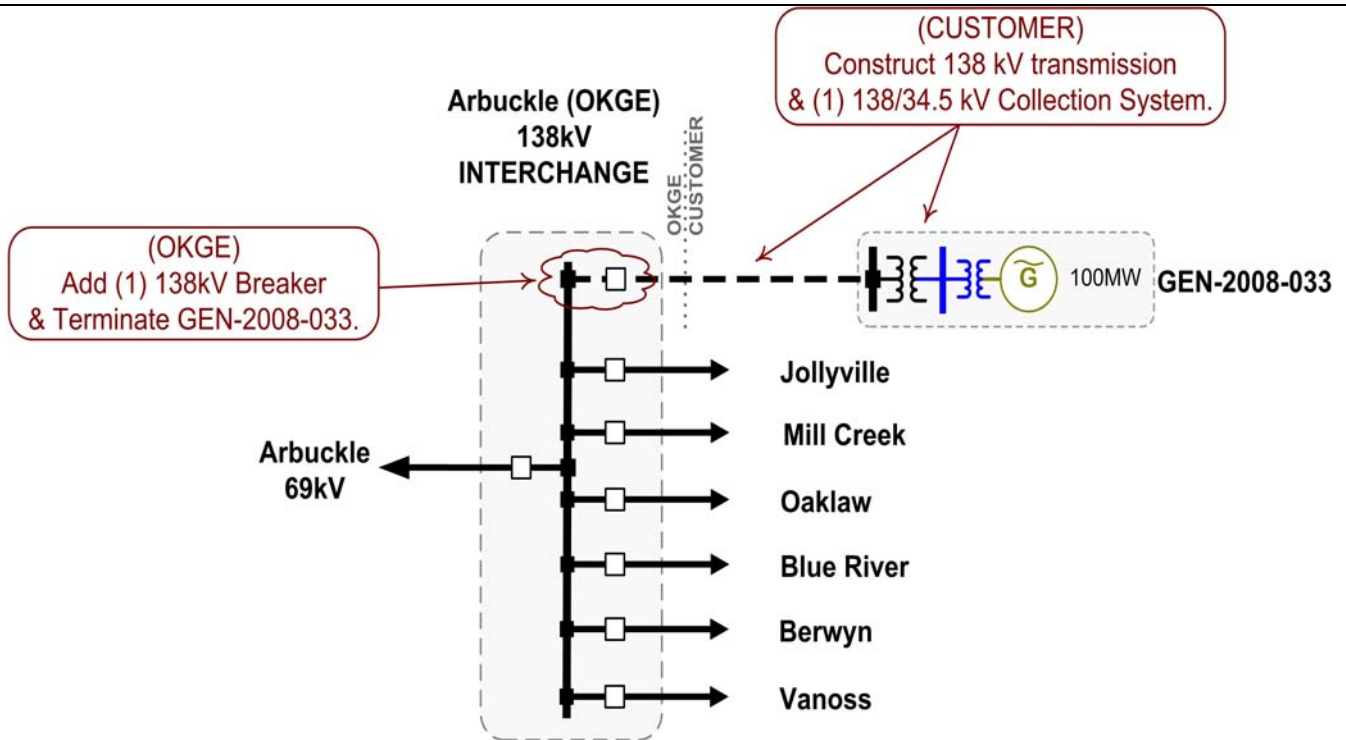 (CUSTOMER)
Construct 138 kV transmission
& (1) 138/34.5 kV Collection System.
Arbuckle (OKGE)
138kV
INTERCHANGE
OKGE
CUSTOMER
(OKGE)
Add (1) 138kV Breaker
& Terminate GEN-2008-033.
G
100MW
GEN-2008-033
Jollyville
Mill Creek
Arbuckle
69kV
Oaklaw
Blue River
Berwyn
Vanoss